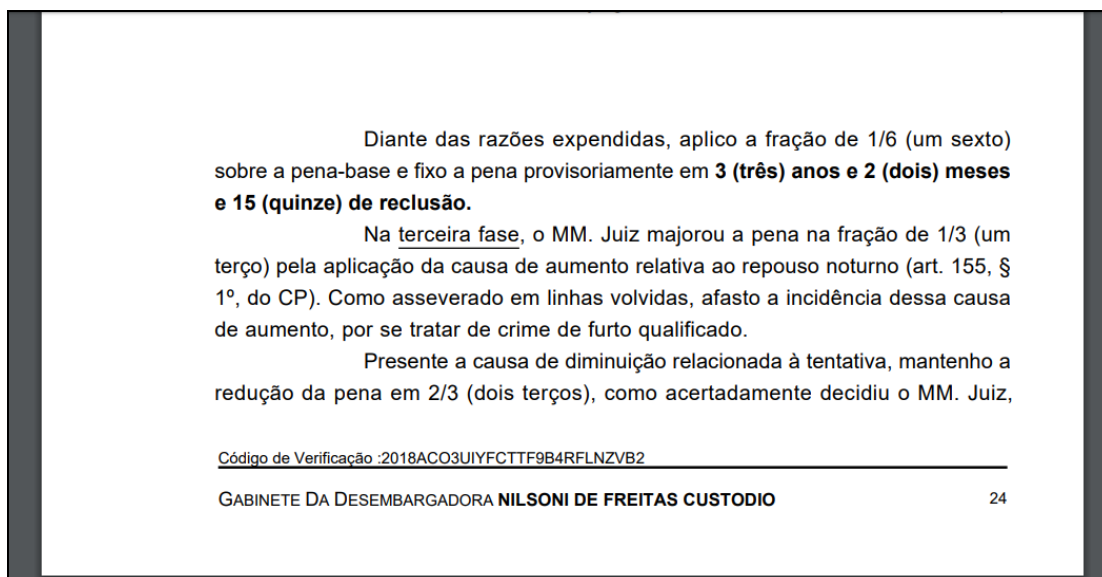 Diante das razões expendidas, aplico a fração de 1/6 (um sexto)
sobre a pena-base e fixo a pena provisoriamente em 3 (três) anos e 2 (dois) meses
e 15 (quinze) de reclusão.
Na terceira fase, o MM. Juiz majorou a pena na fração de 1/3 (um
terço) pela aplicação da causa de aumento relativa ao repouso noturno (art. 155, §
1º, do CP). Como asseverado em linhas volvidas, afasto a incidência dessa causa
de aumento, por se tratar de crime de furto qualificado.
Presente a causa de diminuição relacionada à tentativa, mantenho a
redução da pena em 2/3 (dois terços), como acertadamente decidiu o MM. Juiz,
Código de Verificação :2018ACO3UIYFCTTF9B4RFLNZVB2
GABINETE DA DESEMBARGADORA NILSONI DE FREITAS CUSTODIO 24